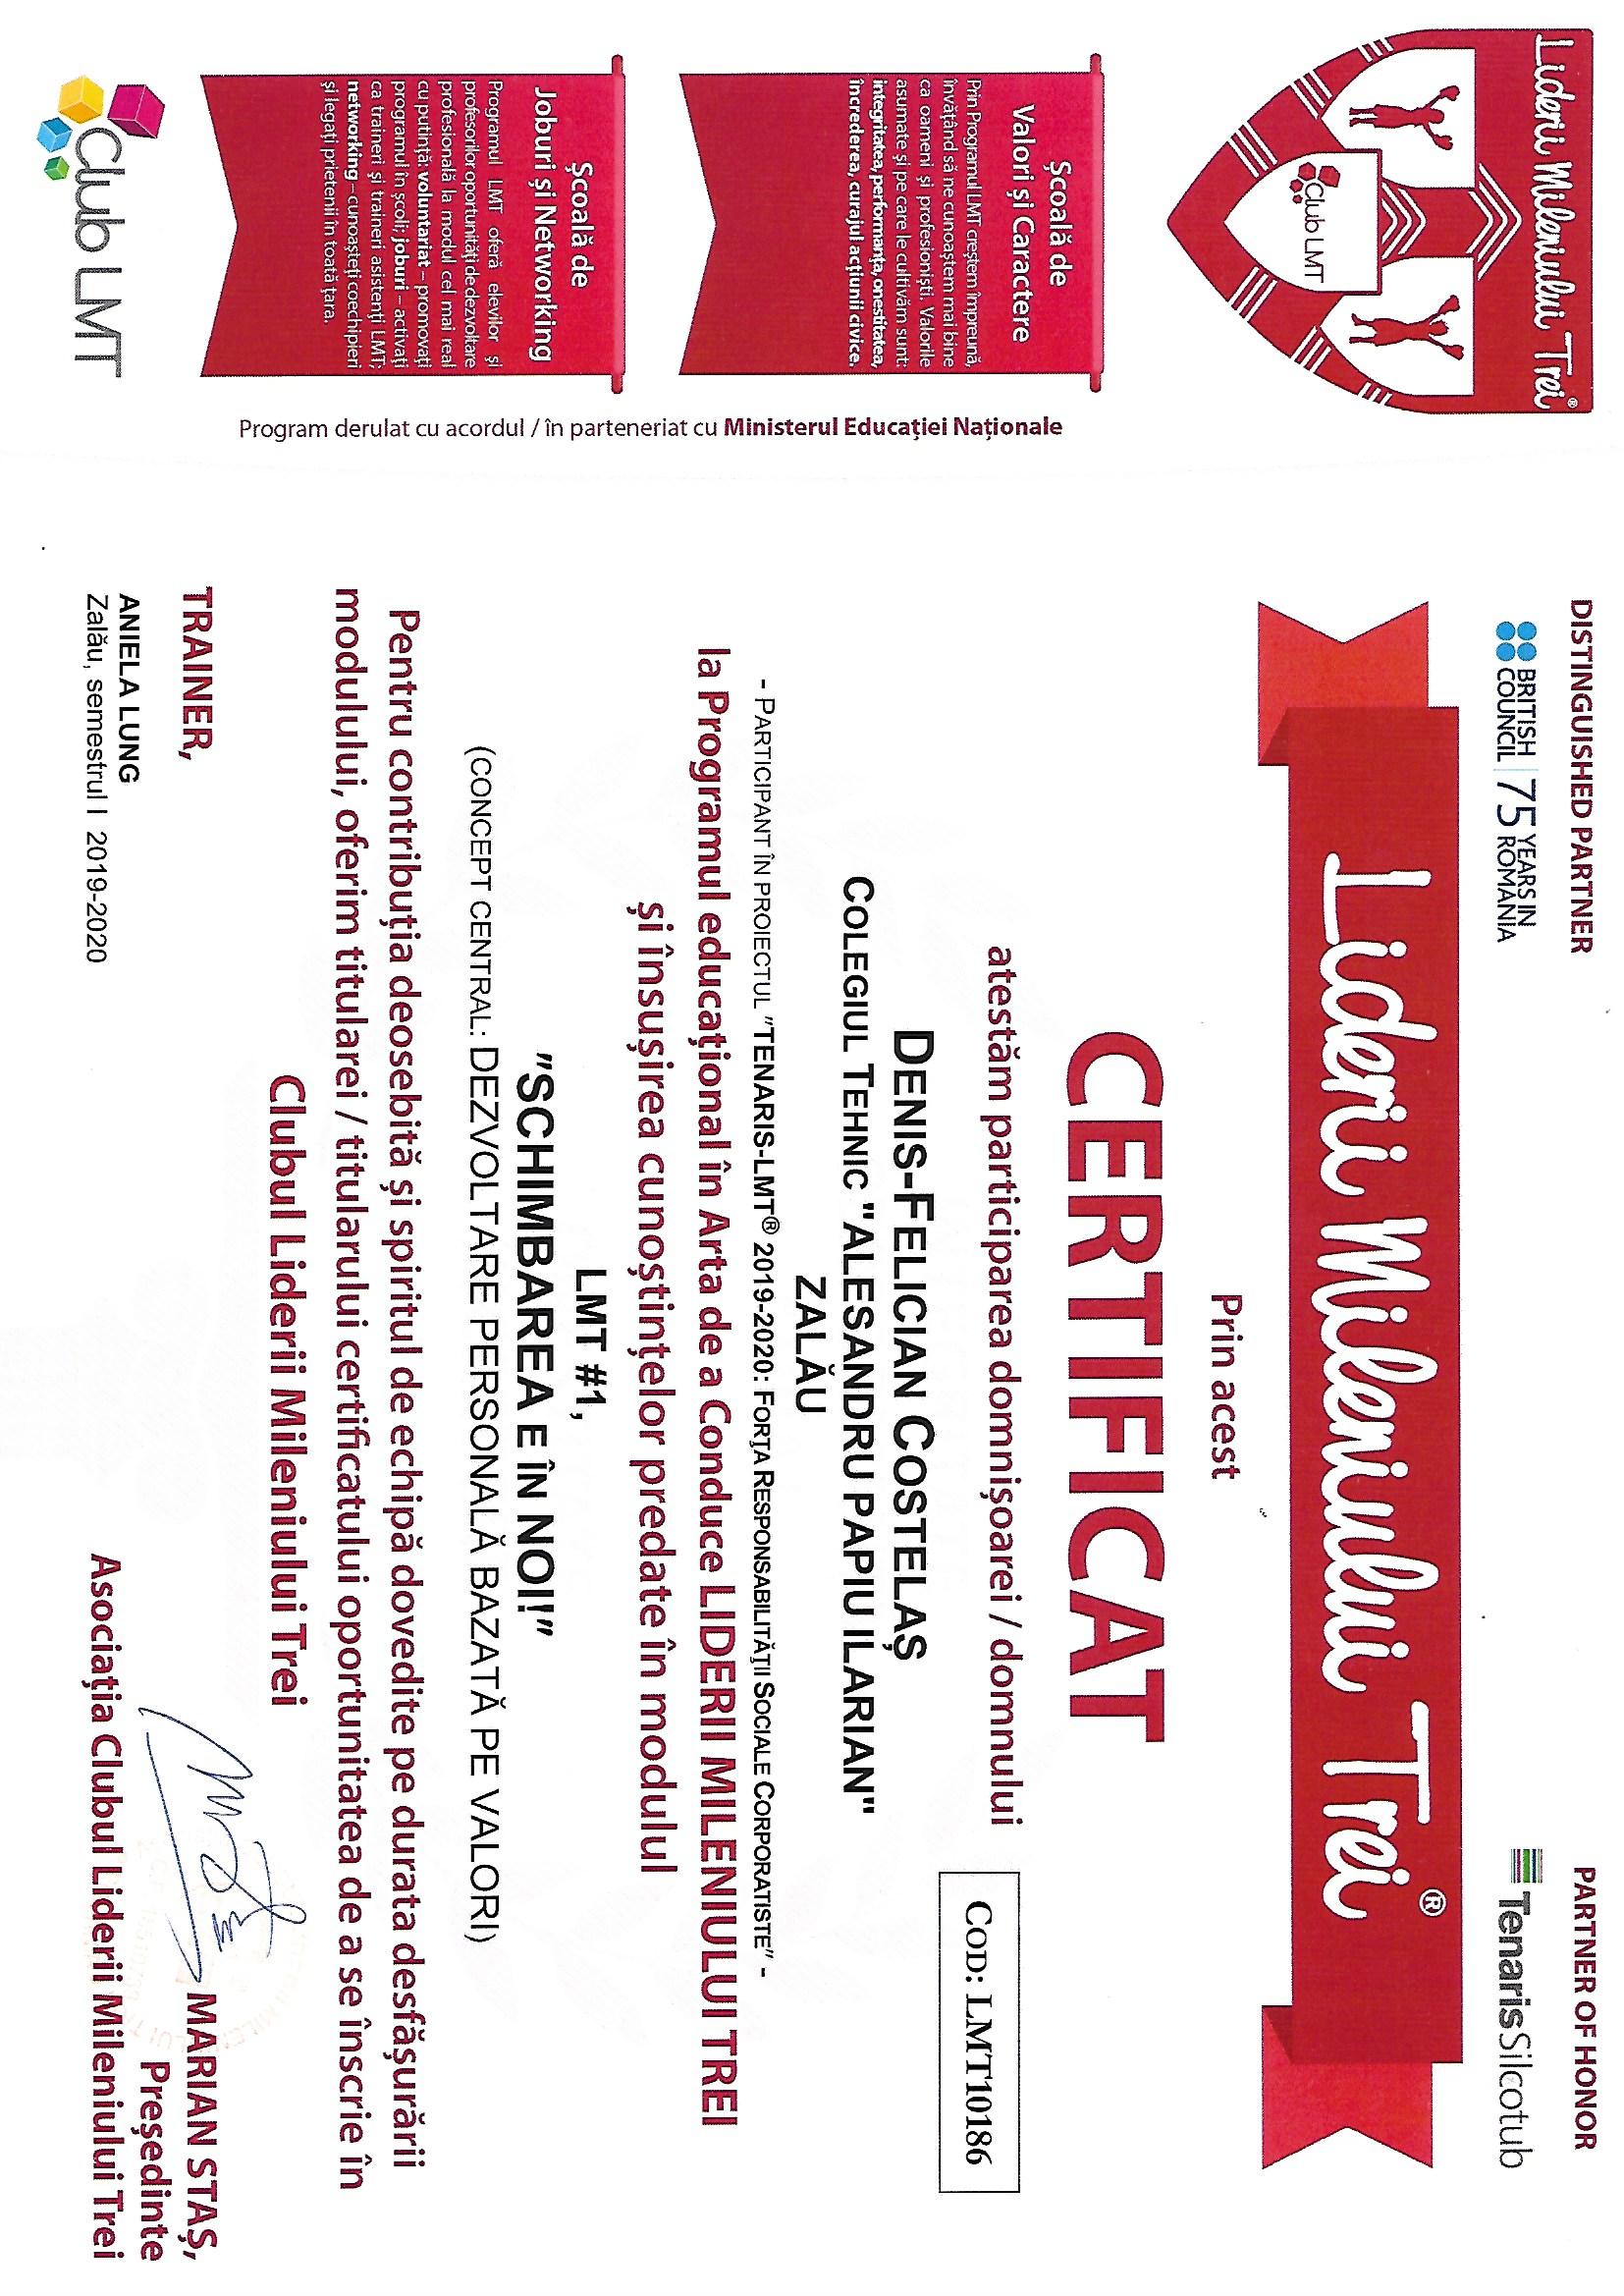 Liderii Mileniului Trei®
Club LMT
Școală de
Valori și Caractere
Prin Programul LMT creștem împreună,
învățând să ne cunoaștem mai bine
ca oameni și profesioniști. Valorile
asumate și pe care le cultivăm sunt:
integritatea, performanța, onestitatea,
încrederea, curajul acțiunii civice.
Școală de
Joburi și Networking
Programul LMT oferă elevilor și
profesorilor oportunități de dezvoltare
profesională la modul cel mai real
cu putință: voluntariat – promovați
programul în școli; joburi – activați
ca traineri și traineri asistenți LMT;
networking – cunoașteți coechipieri
și legați prietenii în toată țara.
Club LMT
Program derulat cu acordul / în parteneriat cu Ministerul Educației Naționale
DISTINGUISHED PARTNER
BRITISH COUNCIL 75 YEARS IN ROMANIA
PARTNER OF HONOR
TenarisSilcotub
Liderii Mileniului Trei®
Prin acest
CERTIFICAT
atestăm participarea domnișoarei / domnului
COD: LMT10186
DENIS-FELICIAN COSTELAȘ
COLEGIUL TEHNIC "ALESANDRU PAPIU ILARIAN"
ZALĂU
- PARTICIPANT ÎN PROIECTUL "TENARIS-LMT® 2019-2020: FORŢA RESPONSABILITĂŢII SOCIALE CORPORATISTE" -
la Programul educațional în Arta de a Conduce LIDERII MILENIULUI TREI
și însușirea cunoștințelor predate în modulul
LMT #1,
"SCHIMBAREA E ÎN NOI!"
(CONCEPT CENTRAL: DEZVOLTARE PERSONALĂ BAZATĂ PE VALORI)
Pentru contribuția deosebită și spiritul de echipă dovedite pe durata desfășurării
modulului, oferim titularei / titularului certificatului oportunitatea de a se înscrie în
Clubul Liderii Mileniului Trei
TRAINER,
ANIELA LUNG
Zalău, semestrul I 2019-2020
MARIAN STAȘ,
Președinte
Asociația Clubul Liderii Mileniului Trei